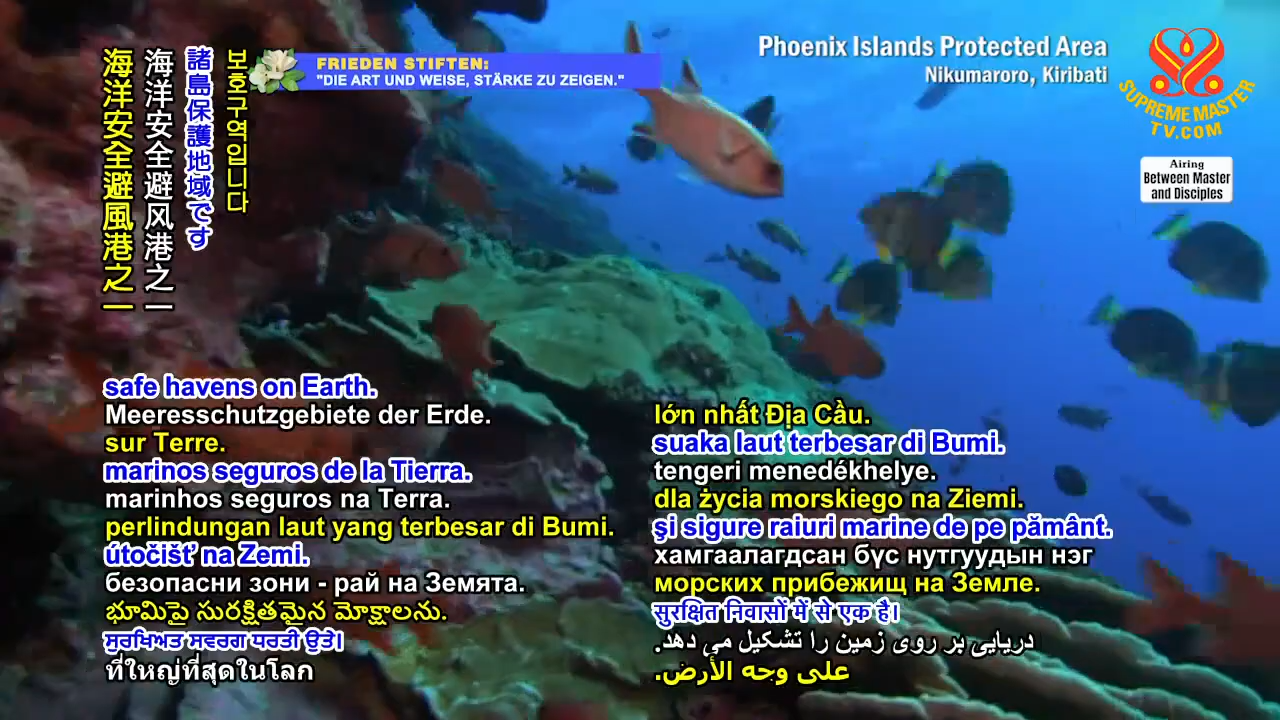 海洋安全避風港之一
海洋安全避风港之一
諸島保護地域です
보호구역입니다
FRIEDEN STIFTEN:
"DIE ART UND WEISE, STÄRKE ZU ZEIGEN."
Phoenix Islands Protected Area
Nikumaroro, Kiribati
SUPREME MASTER
TV.COM
Airing
Between Master
and Disciples
safe havens on Earth.
Meeresschutzgebiete der Erde.
sur Terre.
marinos seguros de la Tierra.
marinhos seguros na Terra.
perlindungan laut yang terbesar di Bumi.
útočišť na Zemi.
безопасни зони - рай на Земята.
భూమిపై సురక్షితమైన మోక్షాలను.
ਸੁਰਖਿਅਤ ਸਵਰਗ ਧਰਤੀ ਉਤੇ।
ที่ใหญ่ที่สุดในโลก
lớn nhất Địa Cầu.
suaka laut terbesar di Bumi.
tengeri menedékhelye.
dla życia morskiego na Ziemi.
şi sigure raiuri marine de pe pământ.
хамгаалагдсан бүс нутгуудын нэг
морских прибежищ на Земле.
सुरक्षित निवासों में से एक है।
دریایی بر روی زمین را تشکیل می دهد.
على وجه الأرض.